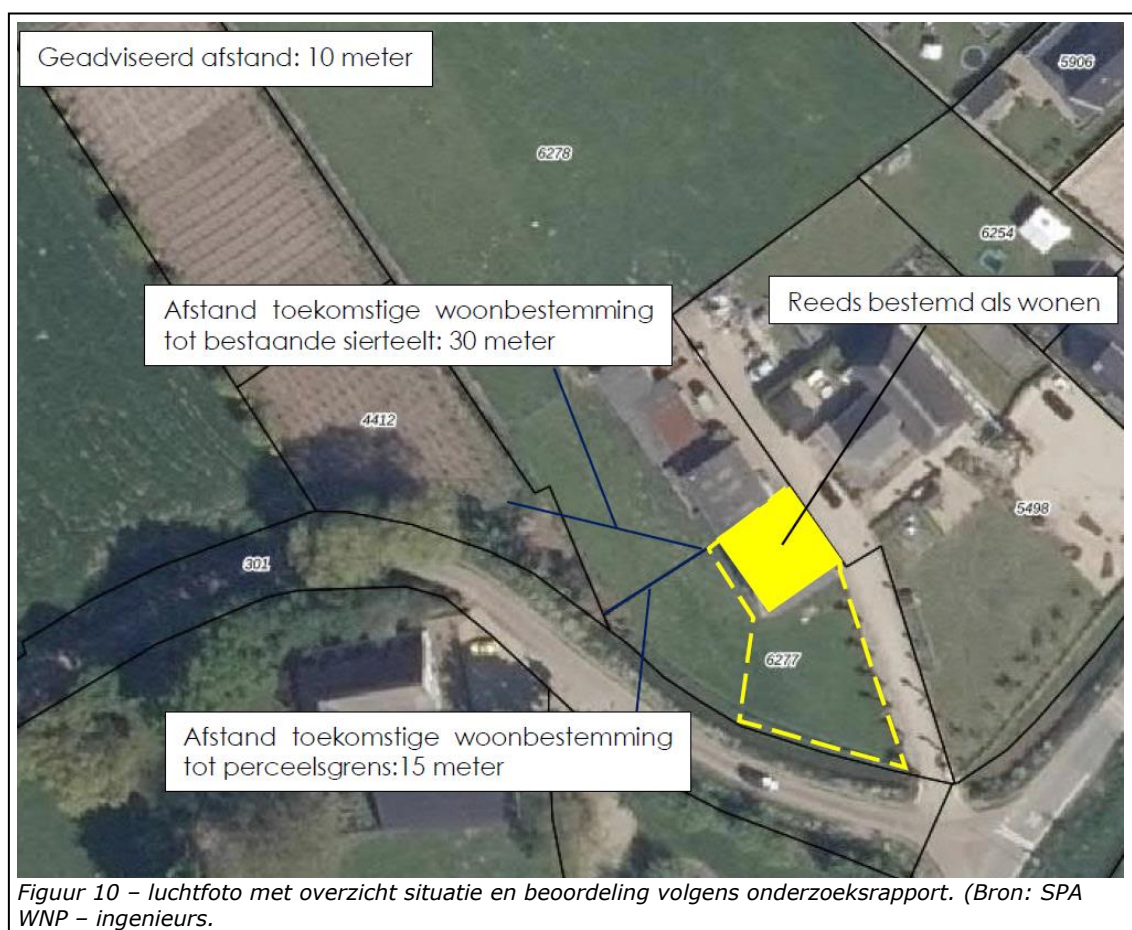 Geadviseerd afstand: 10 meter
5906
6278
6254
Reeds bestemd als wonen
Afstand toekomstige woonbestemming
tot bestaande sierteelt: 30 meter
4412
5498
301
6277
Afstand toekomstige woonbestemming
tot perceelsgrens:15 meter
Figuur 10 – luchtfoto met overzicht situatie en beoordeling volgens onderzoeksrapport. (Bron: SPA
WNP – ingenieurs.